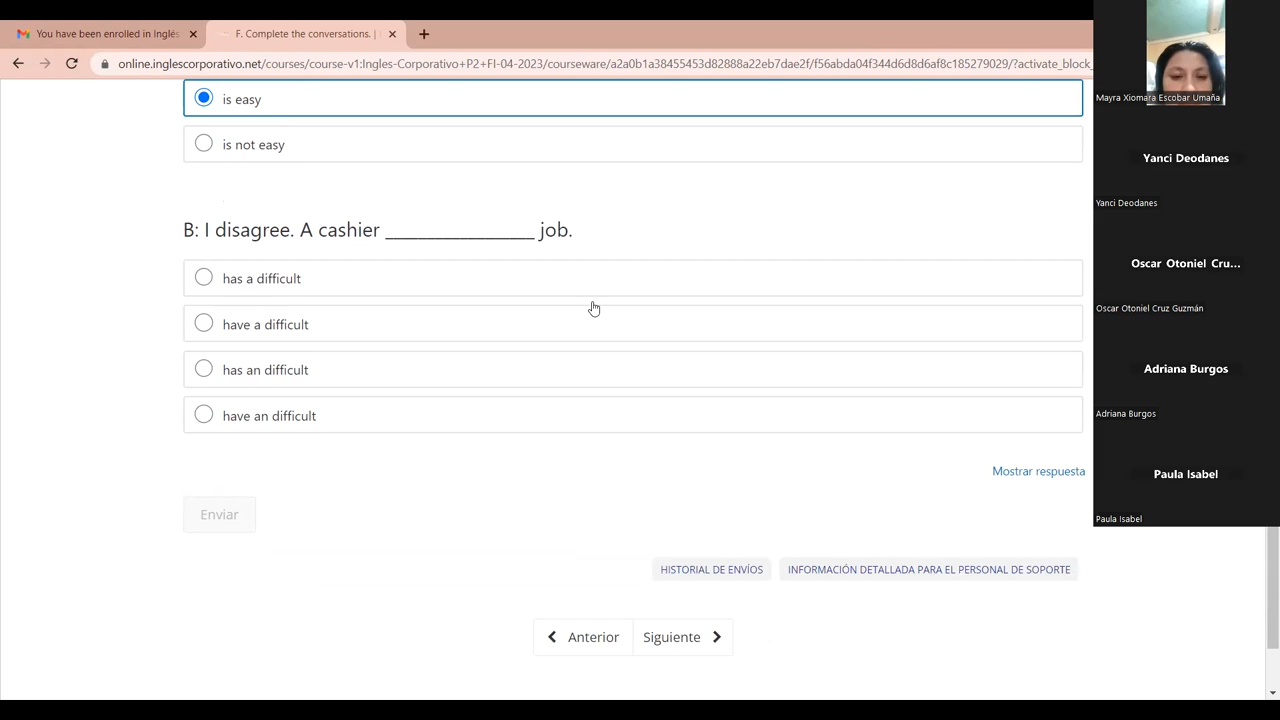 You have been enrolled in Inglés
F. Complete the conversations. |
online.inglescorporativo.net/courses/course-v1:Ingles-Corporativo+P2+FI-04-2023/courseware/a2a0b1a38455453d82888a22eb7dae2f/f56abda04f344d6d8d6af8c185279029/?activate_block_
is easy
is not easy
B: I disagree. A cashier _________________ job.
has a difficult
have a difficult
has an difficult
have an difficult
Mostrar respuesta
Enviar
HISTORIAL DE ENVÍOS
INFORMACIÓN DETALLADA PARA EL PERSONAL DE SOPORTE
Anterior
Siguiente
Mayra Xiomara Escobar Umaña
Yanci Deodanes
Yanci Deodanes
Oscar Otoniel Cru...
Oscar Otoniel Cruz Guzmán
Adriana Burgos
Adriana Burgos
Paula Isabel
Paula Isabel